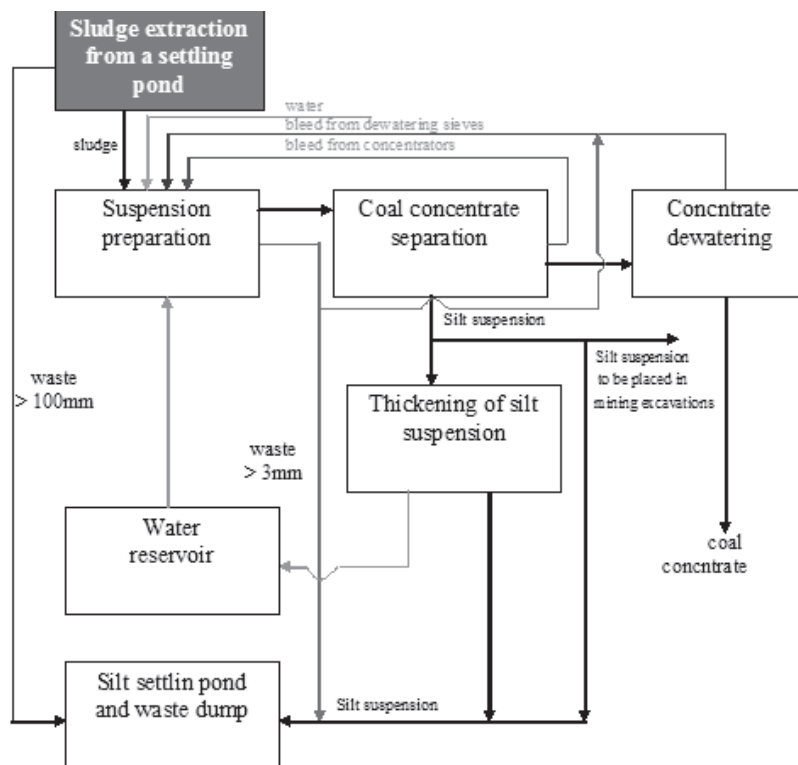 Sludge extraction
from a settling
pond
water
bleed from dewatering sieves
bleed from concentrators
sludge
Suspension
preparation
Coal concentrate
separation
Concntrate
dewatering
Silt suspension
Silt suspension
to be placed in
mining excavations
waste
> 100mm
Thickening of silt
suspension
waste
> 3mm
Water
reservoir
coal
concntrate
Silt settlin pond
and waste dump
Silt suspension